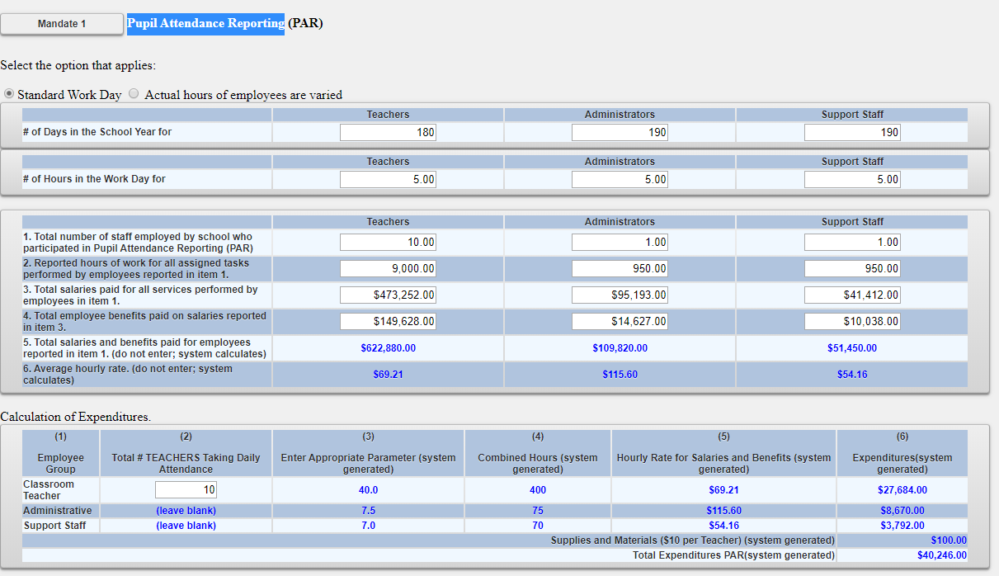 Mandate 1 Pupil Attendance Reporting (PAR)
Select the option that applies:
Standard Work Day Actual hours of employees are varied
Teachers Administrators Support Staff
# of Days in the School Year for 180 190 190
Teachers Administrators Support Staff
# of Hours in the Work Day for 5.00 5.00 5.00
Teachers Administrators Support Staff
1. Total number of staff employed by school who
participated in Pupil Attendance Reporting (PAR)
10.00 1.00 1.00
2. Reported hours of work for all assigned tasks
performed by employees reported in item 1.
9,000.00 950.00 950.00
3. Total salaries paid for all services performed by
employees in item 1.
$473,252.00 $95,193.00 $41,412.00
4. Total employee benefits paid on salaries reported
in item 3.
$149,628.00 $14,627.00 $10,038.00
5. Total salaries and benefits paid for employees
reported in item 1. (do not enter; system calculates)
$622,880.00 $109,820.00 $51,450.00
6. Average hourly rate. (do not enter; system
calculates)
$69.21 $115.60 $54.16
Calculation of Expenditures.
(1) (2) (3) (4) (5) (6)
Employee Total # TEACHERS Taking Daily Enter Appropriate Parameter (system Combined Hours (system Hourly Rate for Salaries and Benefits (system Expenditures(system
Group Attendance generated) generated) generated) generated)
Classroom
Teacher
10 40.0 400 $69.21 $27,684.00
Administrative (leave blank) 7.5 75 $115.60 $8,670.00
Support Staff (leave blank) 7.0 70 $54.16 $3,792.00
Supplies and Materials ($10 per Teacher) (system generated) $100.00
Total Expenditures PAR(system generated) $40,246.00